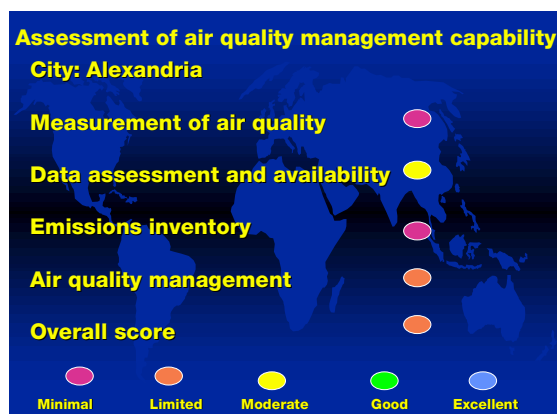 Assessment of air quality management capability
City: Alexandria
Measurement of air quality
Data assessment and availability
Emissions inventory
Air quality management
Overall score
Minimal Limited Moderate Good Excellent